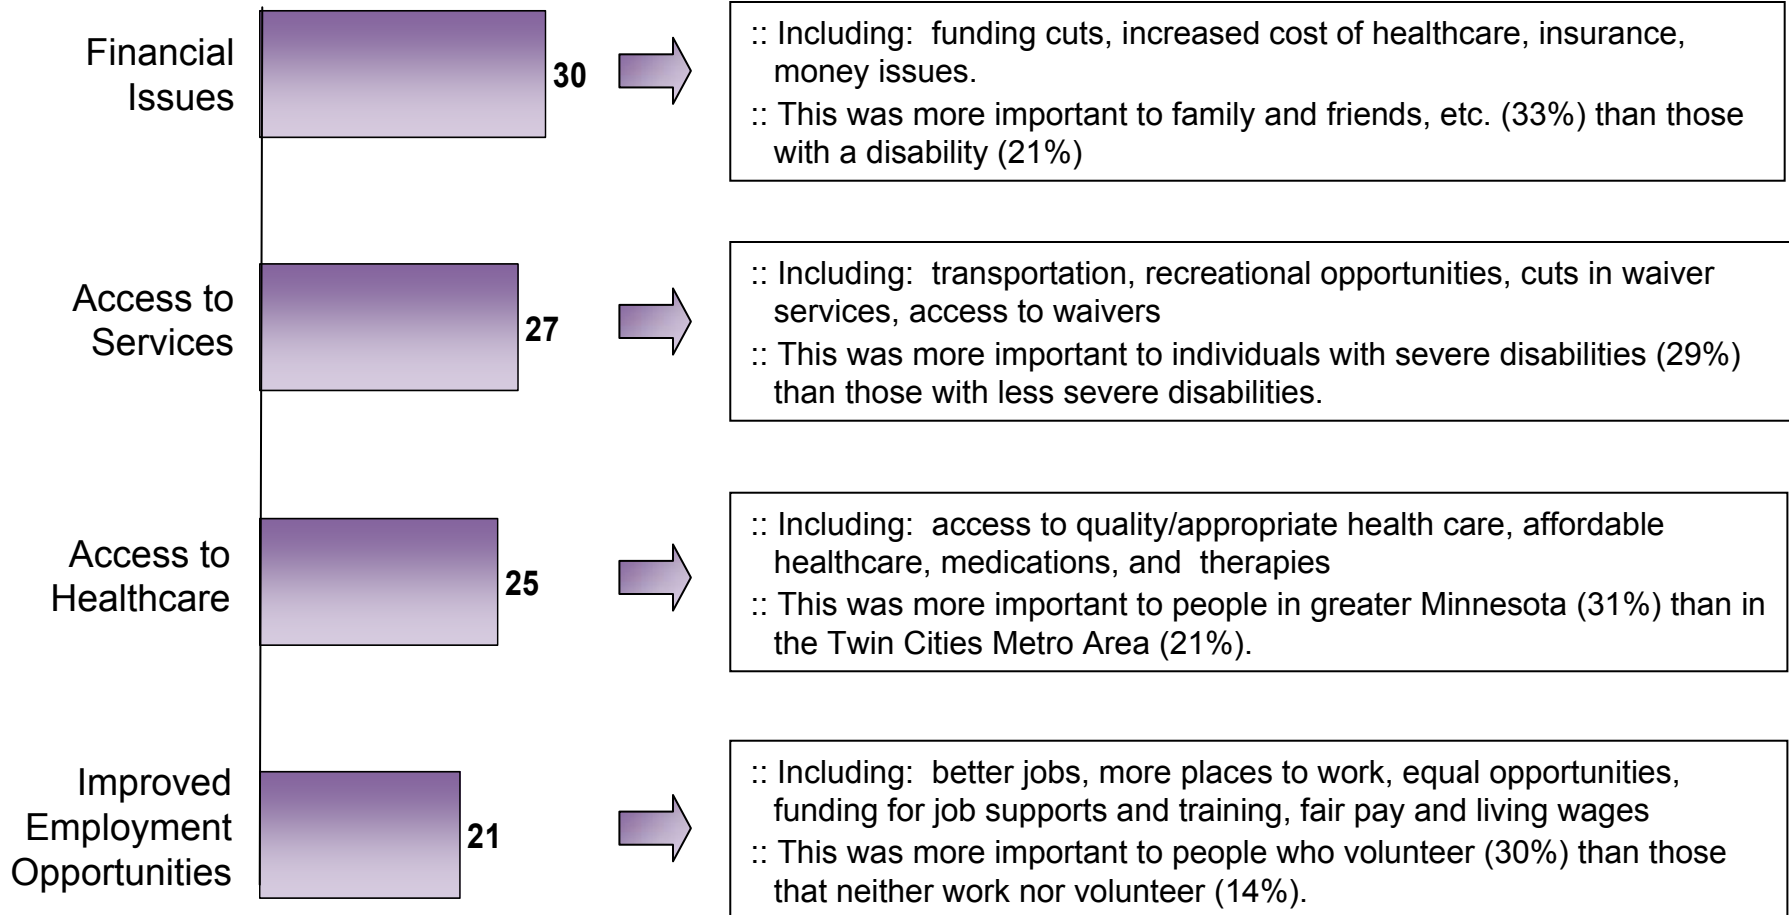 Financial
Issues
30
:: Including:  funding cuts, increased cost of healthcare, insurance,
money issues.
:: This was more important to family and friends, etc. (33%) than those
with a disability (21%)
Access to
Services
27
:: Including:  transportation, recreational opportunities, cuts in waiver
services, access to waivers
:: This was more important to individuals with severe disabilities (29%)
than those with less severe disabilities.
Access to
Healthcare
25
:: Including:  access to quality/appropriate health care, affordable
healthcare, medications, and  therapies
:: This was more important to people in greater Minnesota (31%) than in
the Twin Cities Metro Area (21%).
Improved
Employment
Opportunities
21
:: Including:  better jobs, more places to work, equal opportunities,
funding for job supports and training, fair pay and living wages
:: This was more important to people who volunteer (30%) than those
that neither work nor volunteer (14%).